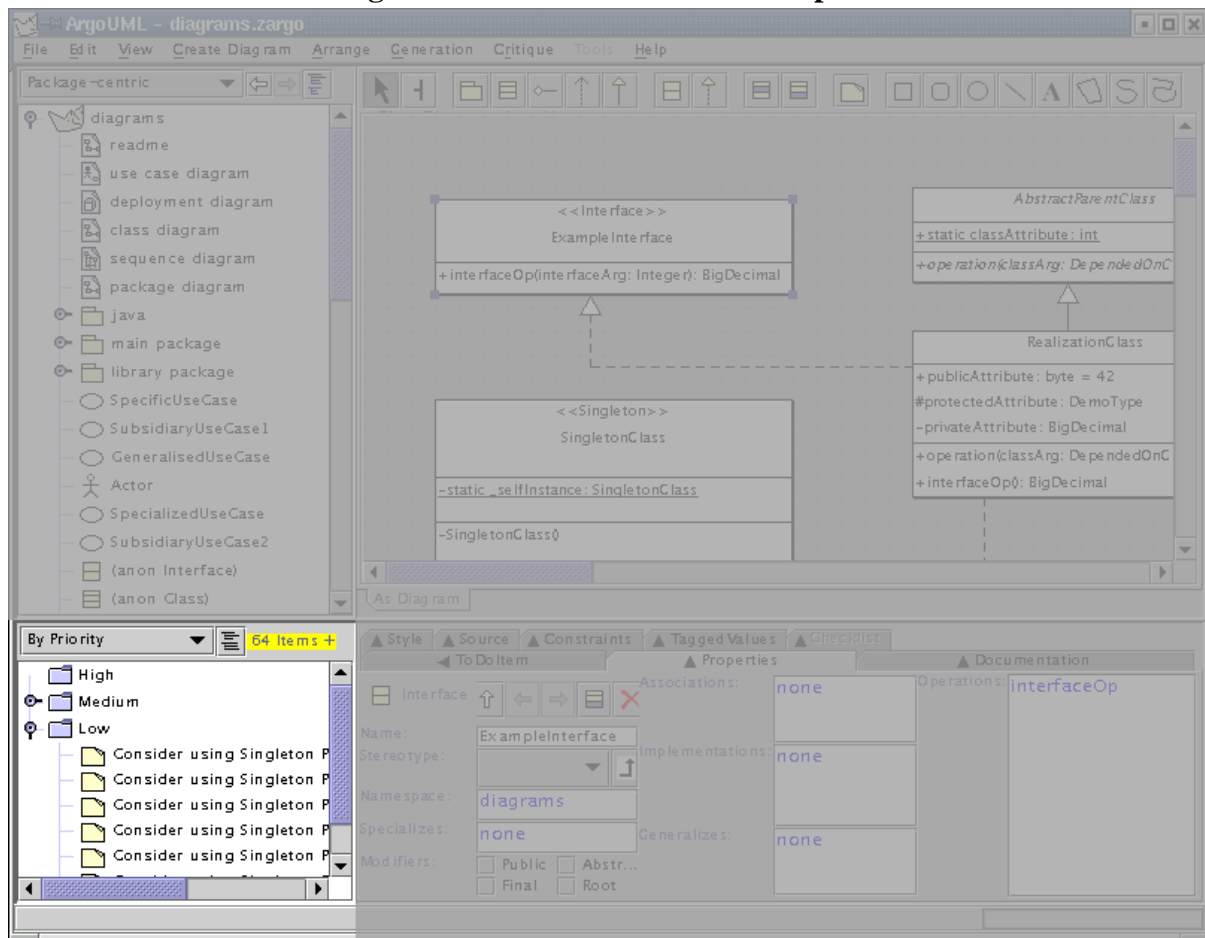 ArgoUML - diagrams.zargo
File Edit View Create Diagram Arrange Generation Critique Tools Help
Package-centric
diagrams
readme
use case diagram
deployment diagram
class diagram
sequence diagram
package diagram
java
main package
library package
SpecificUseCase
SubsidiaryUseCase1
GeneralisedUseCase
Actor
SpecializedUseCase
SubsidiaryUseCase2
(anon Interface)
(anon Class)
A
<<Interface>>
ExampleInterface
+interfaceOp(interfaceArg: Integer): BigDecimal
AbstractParentClass
+static classAttribute: int
+operation(classArg: DependedOnC
RealizationClass
+publicAttribute: byte = 42
#protectedAttribute: DemoType
-privateAttribute: BigDecimal
+operation(classArg: DependedOnC
+interfaceOp(): BigDecimal
<<Singleton>>
SingletonClass
-static _selfInstance: SingletonClass
-SingletonClass()
As Diagram
By Priority
64 Items +
High
Medium
Low
Consider using Singleton P
Consider using Singleton P
Consider using Singleton P
Consider using Singleton P
Consider using Singleton P
Style Source Constraints Tagged Values Checklist
ToDoItem Properties Documentation
Interface
Name: ExampleInterface
Stereotype:
Namespace: diagrams
Specializes: none
Modifiers: Public Abstr...
Final Root
Associations: none
Implementations: none
Generalizes: none
Operations: interfaceOp